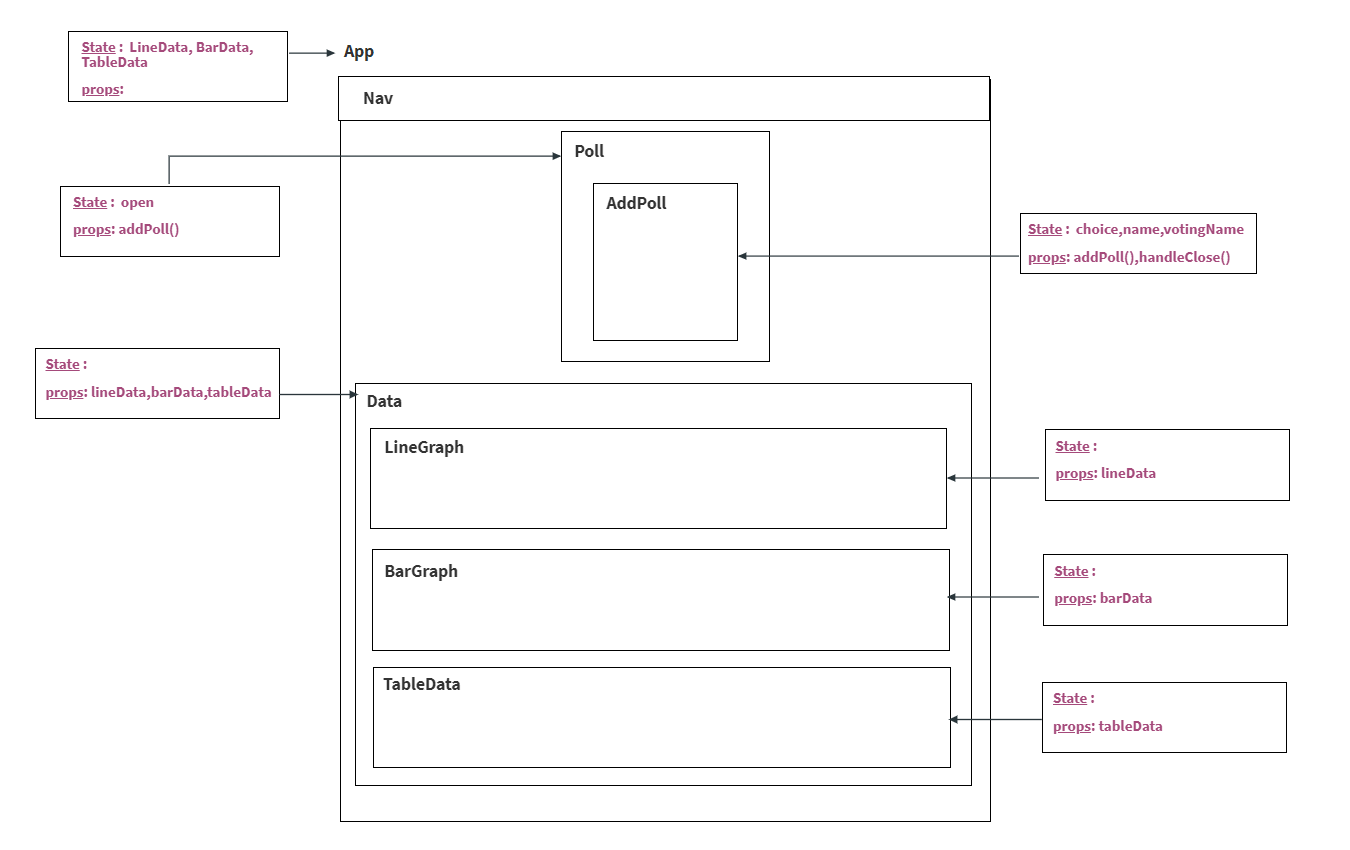 State : LineData, BarData,
TableData
props:
App
Nav
Poll
State : open
props: addPoll()
AddPoll
State : choice,name,votingName
props: addPoll(),handleClose()
State :
props: lineData,barData,tableData
Data
LineGraph
State :
props: lineData
BarGraph
State :
props: barData
TableData
State :
props: tableData